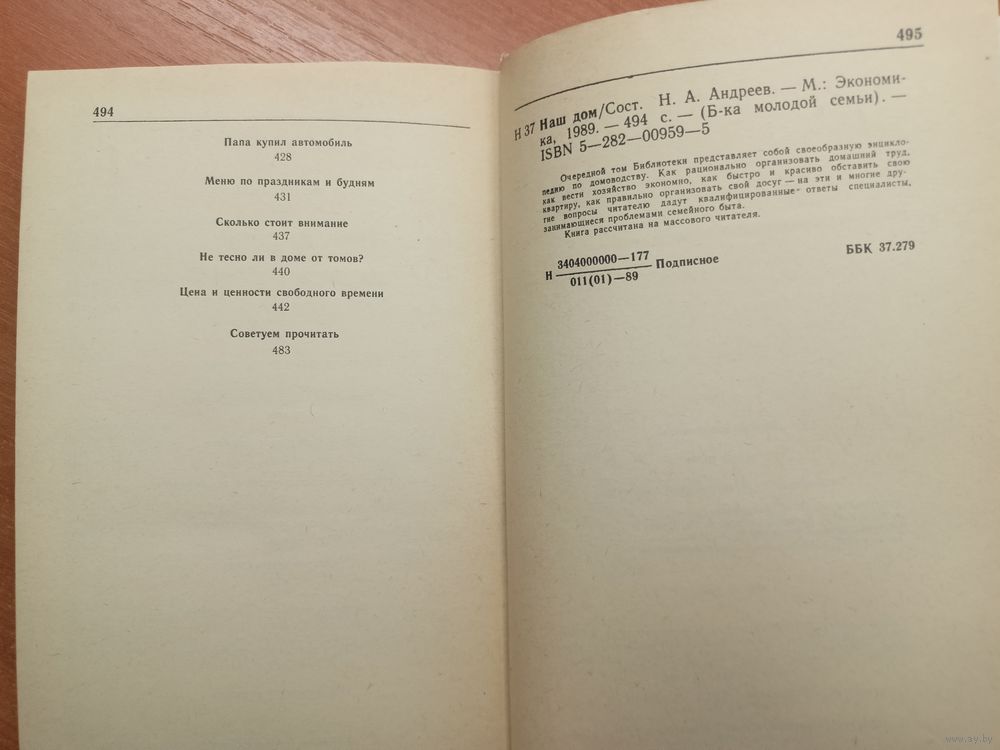 494
Папа купил автомобиль
428
Меню по праздникам и будням
431
Сколько стоит внимание
437
Не тесно ли в доме от томов?
440
Цена и ценности свободного времени
442
Советуем прочитать
483
495
Н 37 Наш дом/Сост. Н. А. Андреев. — М.: Экономи-
ка, 1989. — 494 с. — (Б-ка молодой семьи). —
ISBN 5—282—00959—5
Очередной том Библиотеки представляет собой своеобразную энцикло-
педию по домоводству. Как рационально организовать домашний труд,
как вести хозяйство экономно, как быстро и красиво обставить свою
квартиру, как правильно организовать свой досуг — на эти и многие дру-
гие вопросы читателю дадут квалифицированные ответы специалисты,
занимающиеся проблемами семейного быта.
Книга рассчитана на массового читателя.
Н 3404000000—177 Подписное
011(01)—89
ББК 37.279
www.ay.by